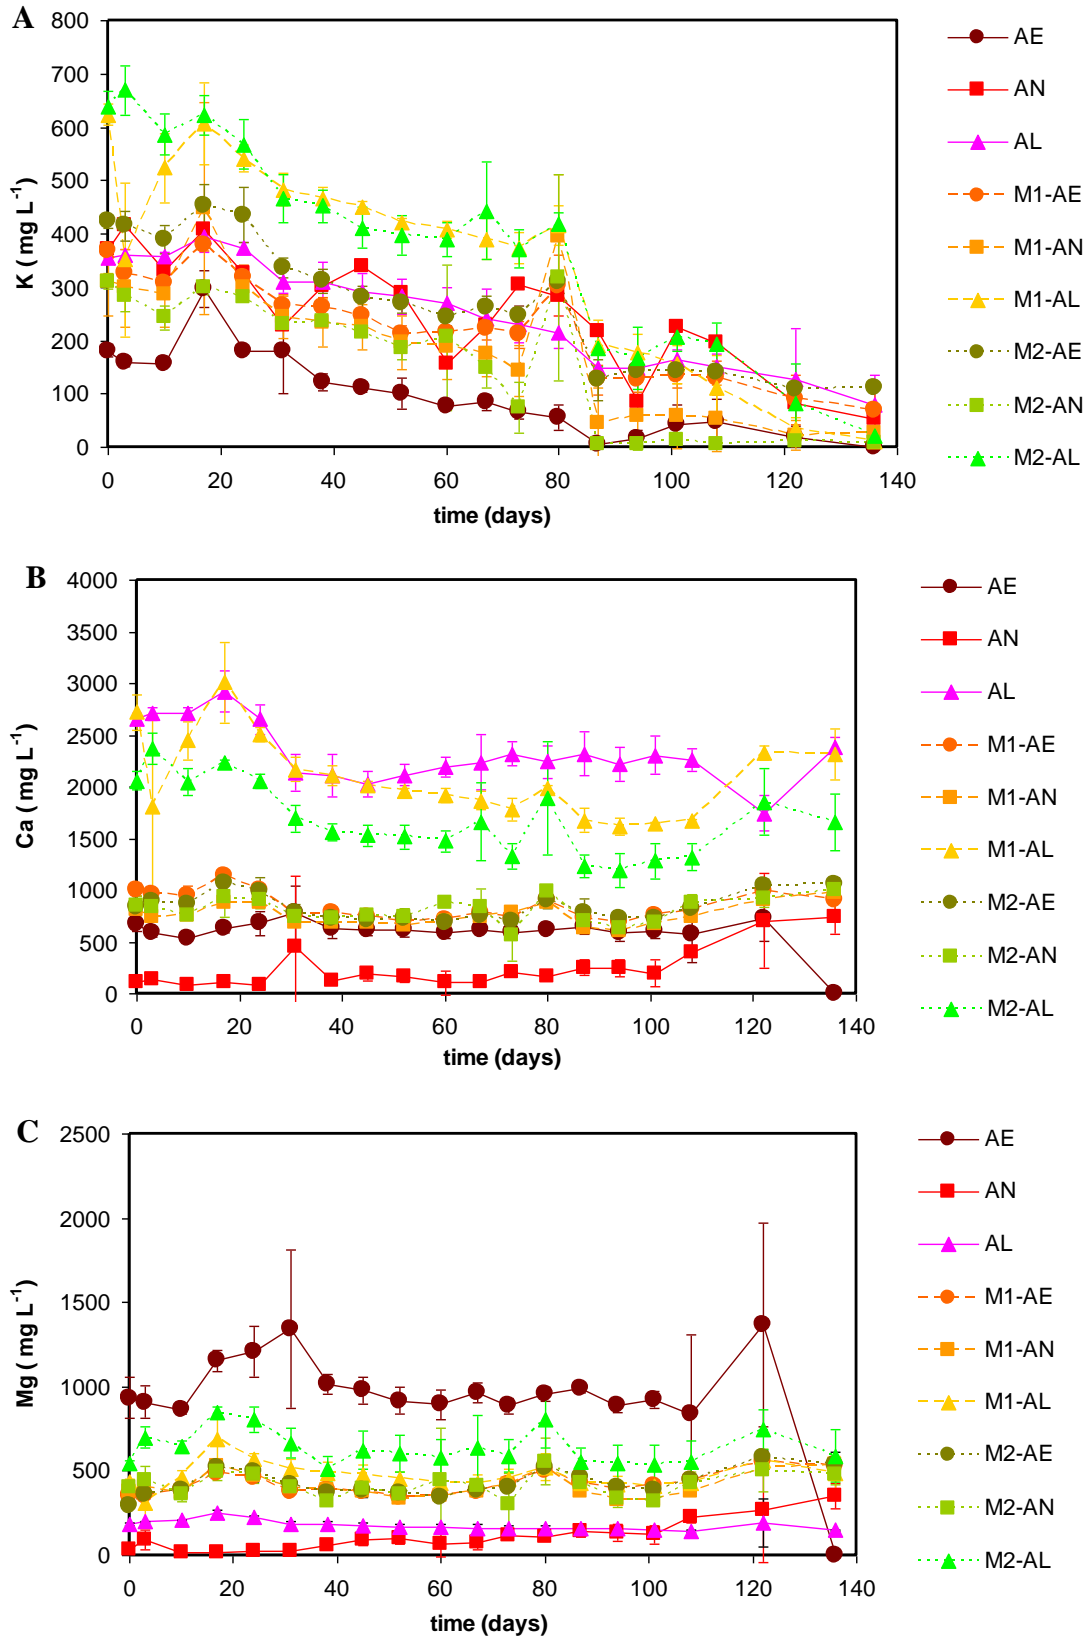 A
800
700
600
500
400
300
200
100
0
K ( mg L-1)
0 20 40 60 80 100 120 140
time (days)
AE
AN
AL
M1-AE
M1-AN
M1-AL
M2-AE
M2-AN
M2-AL
B
4000
3500
3000
2500
2000
1500
1000
500
0
Ca ( mg L-1)
0 20 40 60 80 100 120 140
time (days)
AE
AN
AL
M1-AE
M1-AN
M1-AL
M2-AE
M2-AN
M2-AL
C
2500
2000
1500
1000
500
0
Mg ( mg L-1)
0 20 40 60 80 100 120 140
time (days)
AE
AN
AL
M1-AE
M1-AN
M1-AL
M2-AE
M2-AN
M2-AL